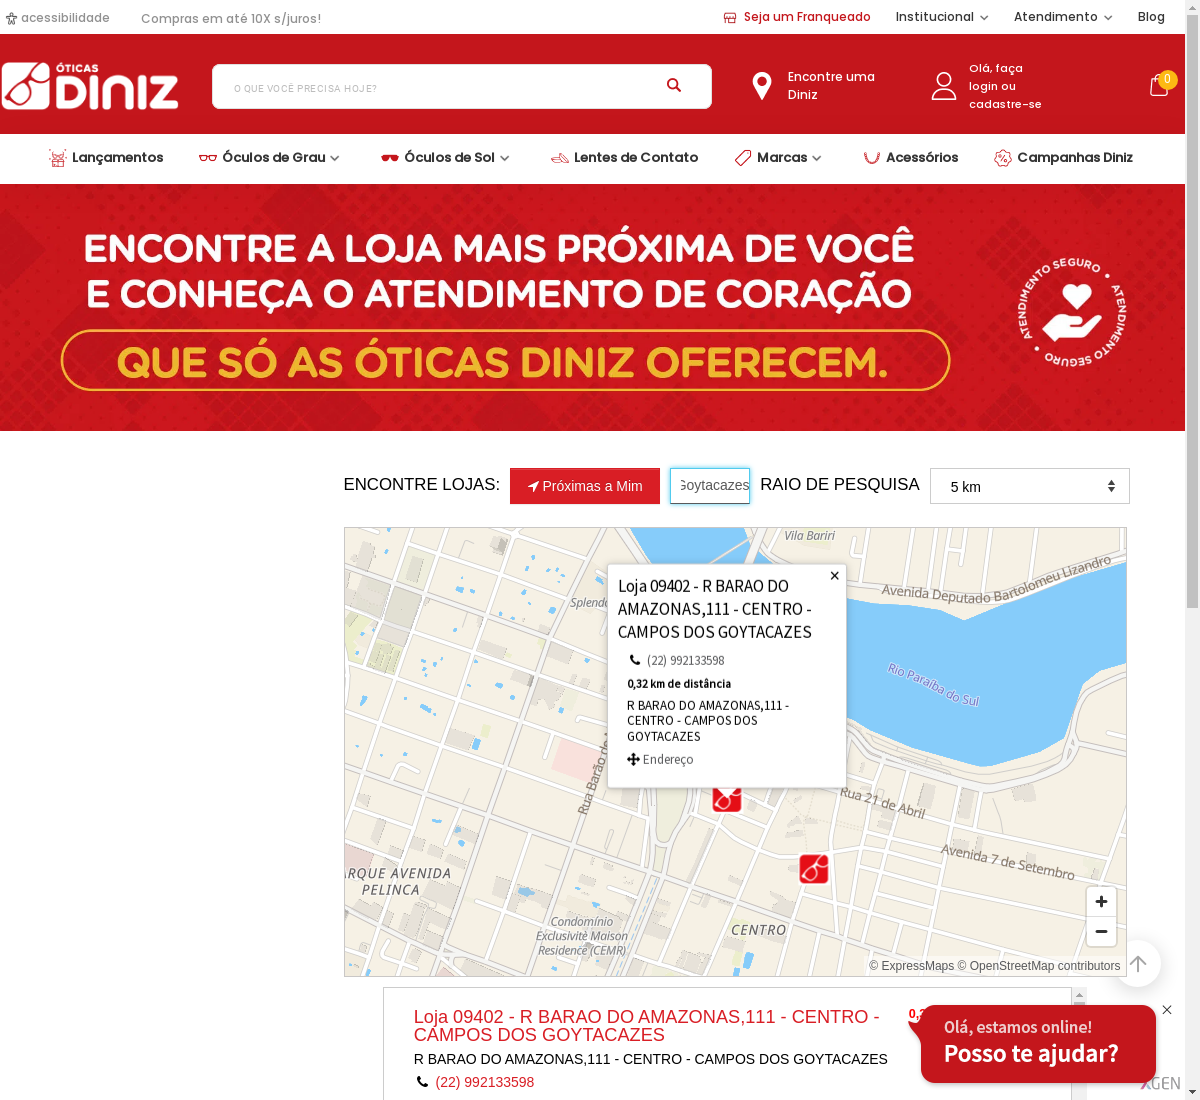 acessibilidade
Compras em até 10X s/juros!
Seja um Franqueado
Institucional
Atendimento
Blog
ÓTICAS
DINIZ
O QUE VOCÊ PRECISA HOJE?
Encontre uma
Diniz
Olá, faça
login ou
cadastre-se
0
Lançamentos
Óculos de Grau
Óculos de Sol
Lentes de Contato
Marcas
Acessórios
Campanhas Diniz
ENCONTRE A LOJA MAIS PRÓXIMA DE VOCÊ
E CONHEÇA O ATENDIMENTO DE CORAÇÃO
QUE SÓ AS ÓTICAS DINIZ OFERECEM.
ATENDIMENTO SEGURO • ATENDIMENTO SEGURO • ATENDIMENTO SEGURO •
ENCONTRE LOJAS:
Próximas a Mim
Goytacazes
RAIO DE PESQUISA
5 km
Vila Bariri
Avenida Deputado Bartolomeu Lizandro
Splendo
Rio Paraíba do Sul
Loja 09402 - R BARAO DO
AMAZONAS,111 - CENTRO -
CAMPOS DOS GOYTACAZES
(22) 992133598
0,32 km de distância
R BARAO DO AMAZONAS,111 -
CENTRO - CAMPOS DOS
GOYTACAZES
Endereço
Rua Barão de
Rua 21 de Abril
Avenida 7 de Setembro
ARQUE AVENIDA
PELINCA
Condomínio
Exclusivité Maison
Residence (CEMR)
CENTRO
© ExpressMaps © OpenStreetMap contributors
Loja 09402 - R BARAO DO AMAZONAS,111 - CENTRO -
CAMPOS DOS GOYTACAZES
R BARAO DO AMAZONAS,111 - CENTRO - CAMPOS DOS GOYTACAZES
(22) 992133598
Olá, estamos online!
Posso te ajudar?
XGEN